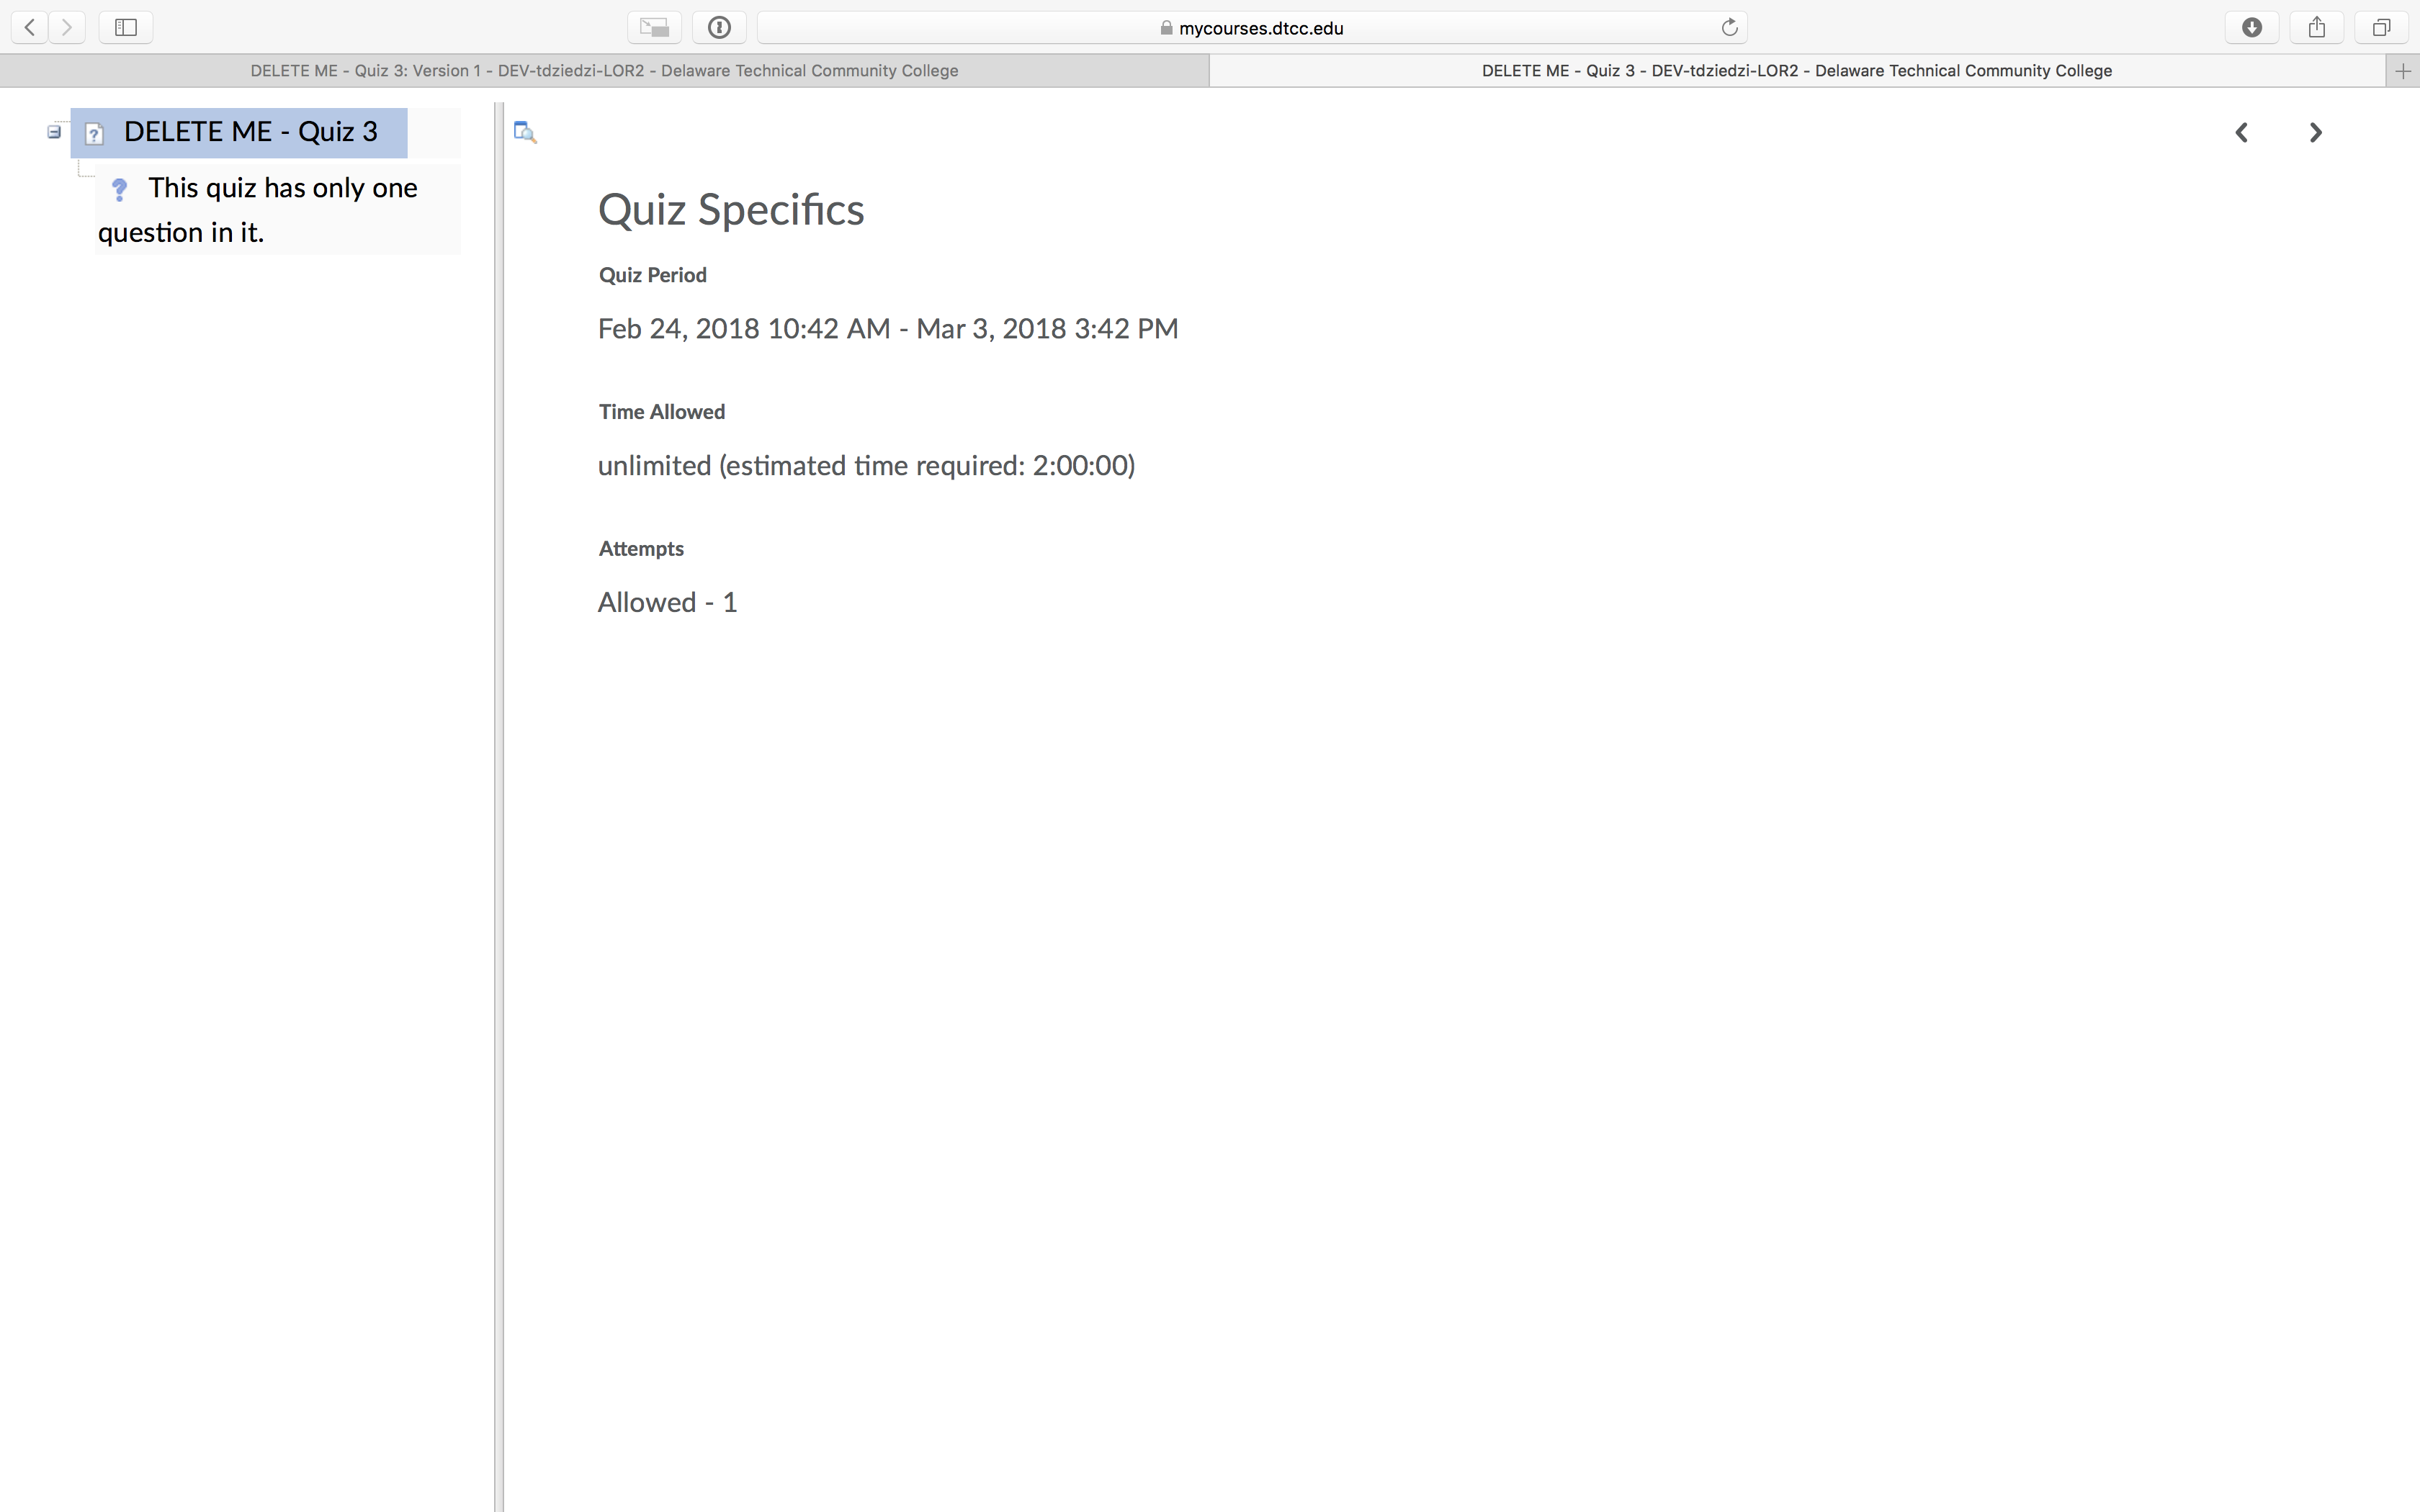 mycourses.dtcc.edu
DELETE ME - Quiz 3: Version 1 - DEV-tdziedzi-LOR2 - Delaware Technical Community College
DELETE ME - Quiz 3 - DEV-tdziedzi-LOR2 - Delaware Technical Community College
DELETE ME - Quiz 3
This quiz has only one
question in it.
Quiz Specifics
Quiz Period
Feb 24, 2018 10:42 AM - Mar 3, 2018 3:42 PM
Time Allowed
unlimited (estimated time required: 2:00:00)
Attempts
Allowed - 1